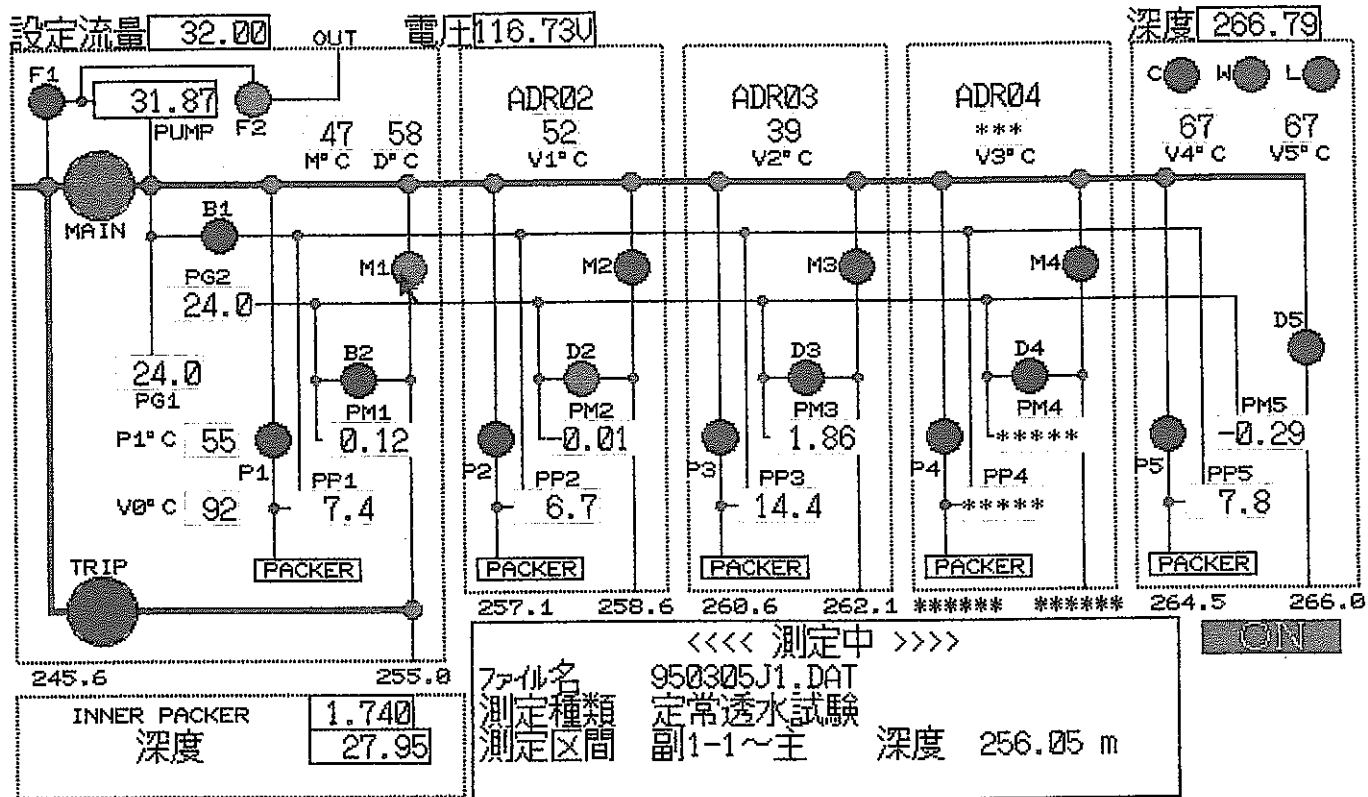 設定流量 32.00 OUT 電圧 116.73V 深度 266.79
F1 31.87 PUMP F2
C W L
47 58
M°C D°C
ADR02
52
V1°C
ADR03
39
V2°C
ADR04
***
V3°C
67 67
V4°C V5°C
MAIN B1
M1 M2 M3 M4
PG2
24.0
D5
24.0
PG1
B2 D2 D3 D4
PM1 PM2 PM3 PM4 PM5
0.12 -0.01 1.86 ***** -0.29
P1°C 55 P1 P2 P3 P4 P5
PP1 PP2 PP3 PP4 PP5
V0°C 92 7.4 6.7 14.4 ***** 7.8
PACKER PACKER PACKER PACKER PACKER
TRIP
257.1 258.6 260.6 262.1 ****** ****** 264.5 266.0
245.6 255.0
ON
INNER PACKER 1.740
深度 27.95
<<<< 測定中 >>>>
ファイル名 950305J1.DAT
測定種類 定常透水試験
測定区間 副1-1～主 深度 256.05 m